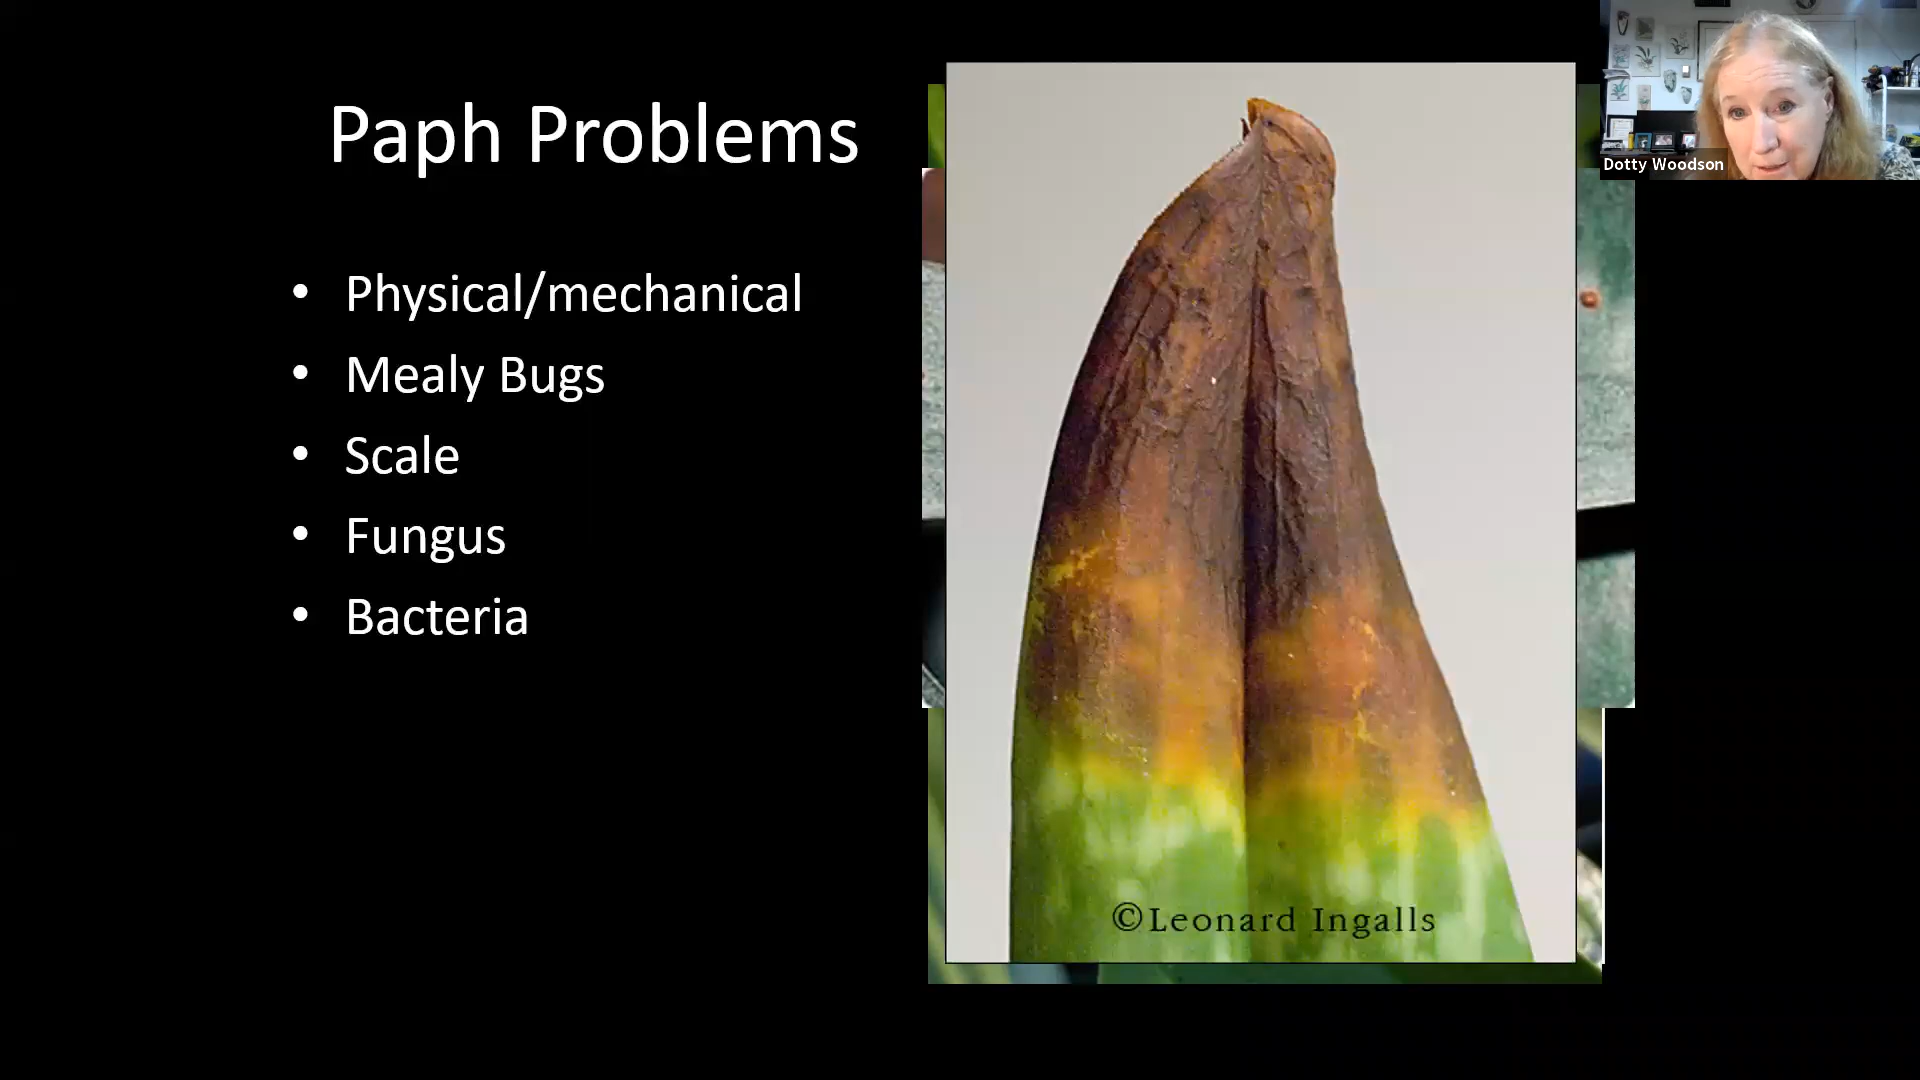 Paph Problems
• Physical/mechanical
• Mealy Bugs
• Scale
• Fungus
• Bacteria
©Leonard Ingalls
Dotty Woodson